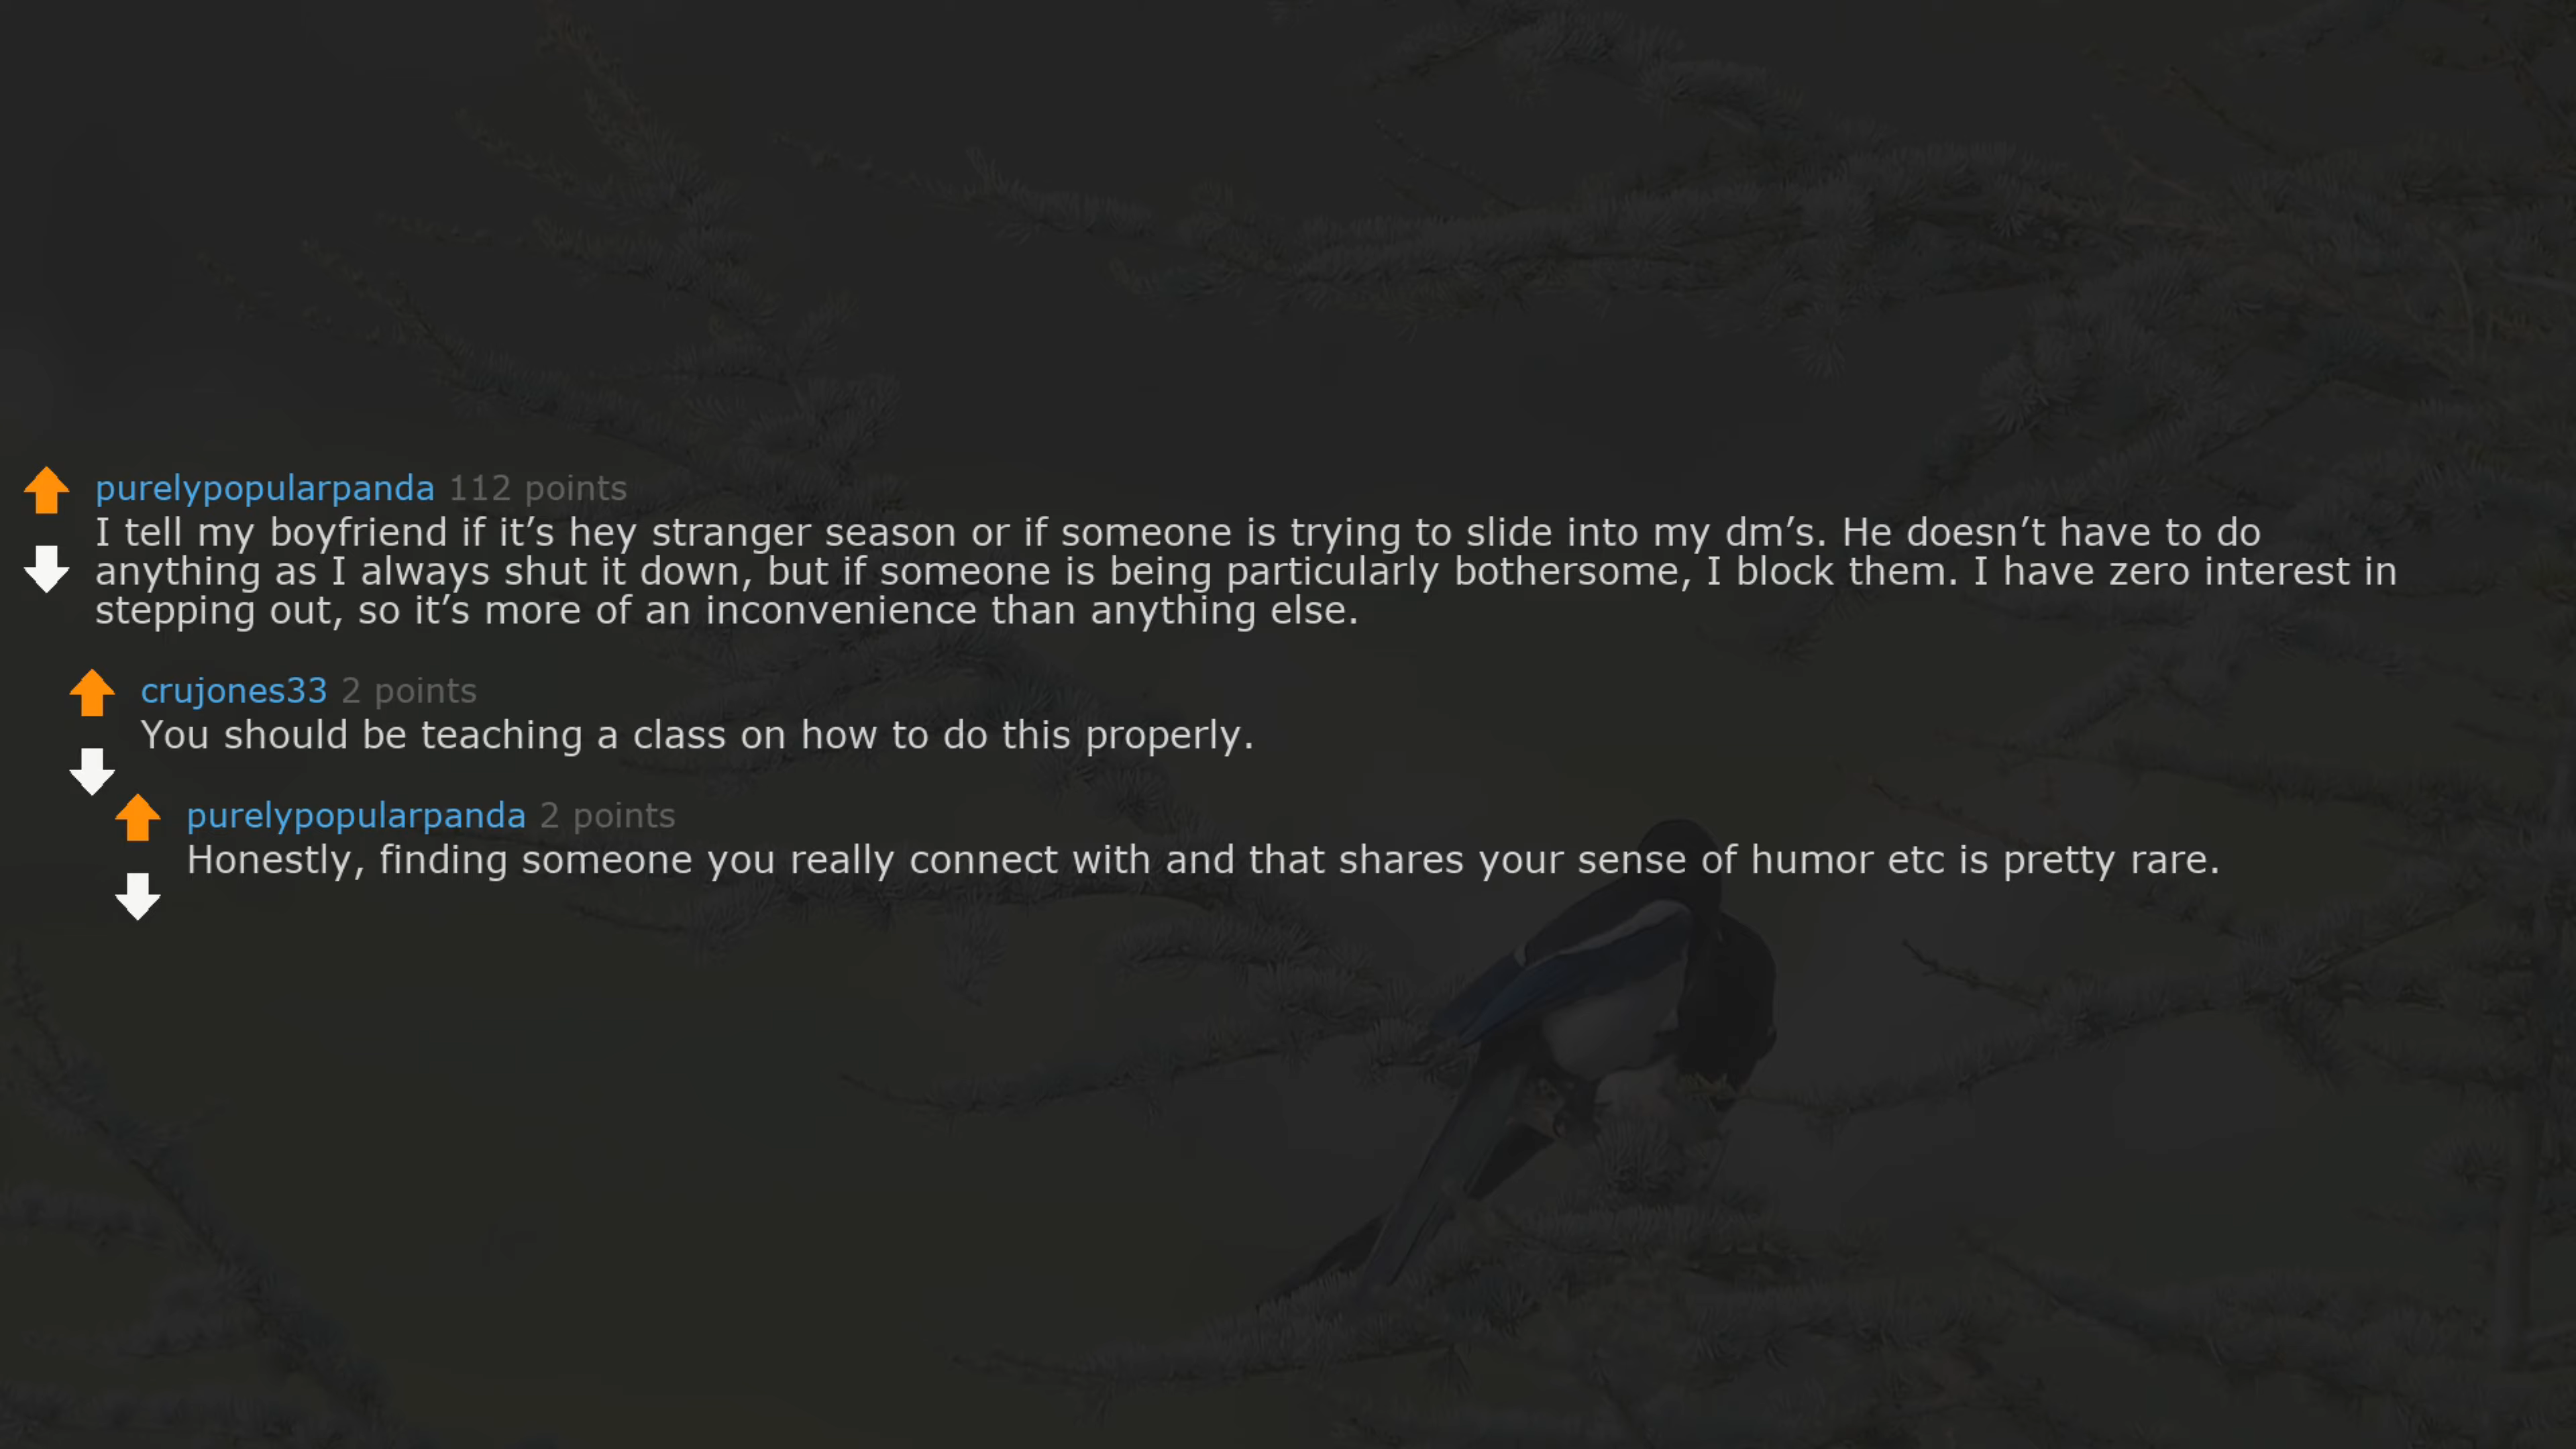 purelypopularpanda 112 points
I tell my boyfriend if it’s hey stranger season or if someone is trying to slide into my dm’s. He doesn’t have to do
anything as I always shut it down, but if someone is being particularly bothersome, I block them. I have zero interest in
stepping out, so it’s more of an inconvenience than anything else.
crujones33 2 points
You should be teaching a class on how to do this properly.
purelypopularpanda 2 points
Honestly, finding someone you really connect with and that shares your sense of humor etc is pretty rare.